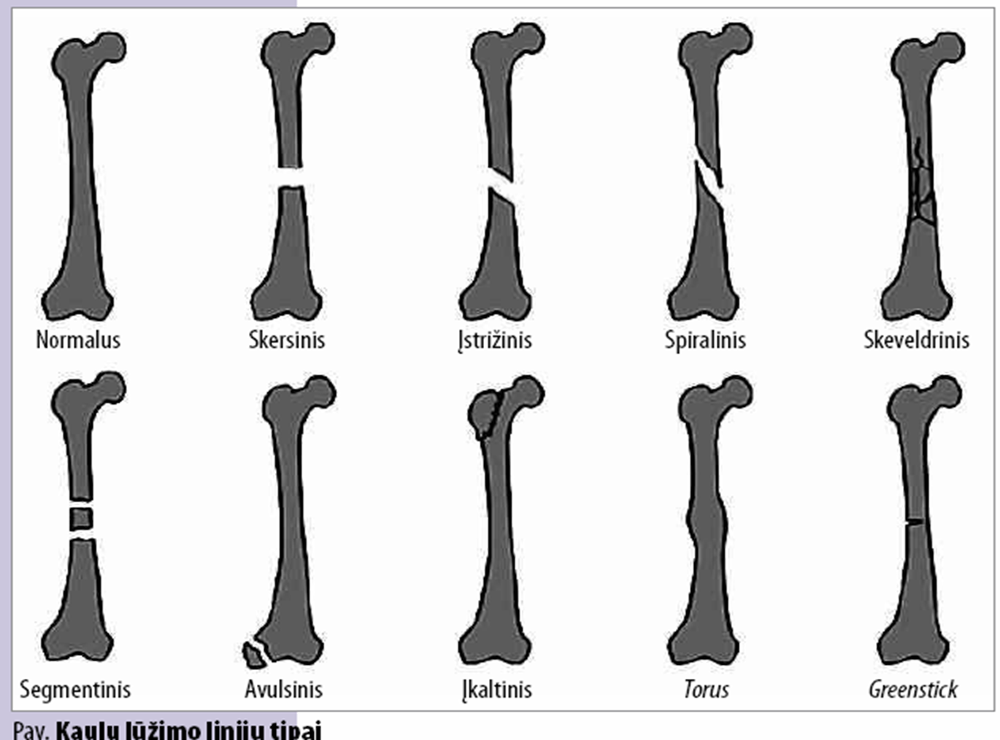 Normalus Skersinis Įstrižinis Spiralinis Skeveldrinis
Segmentinis Avulsinis Įkaltinis Torus Greenstick
Pav. Kaulų lūžimo linijų tipai